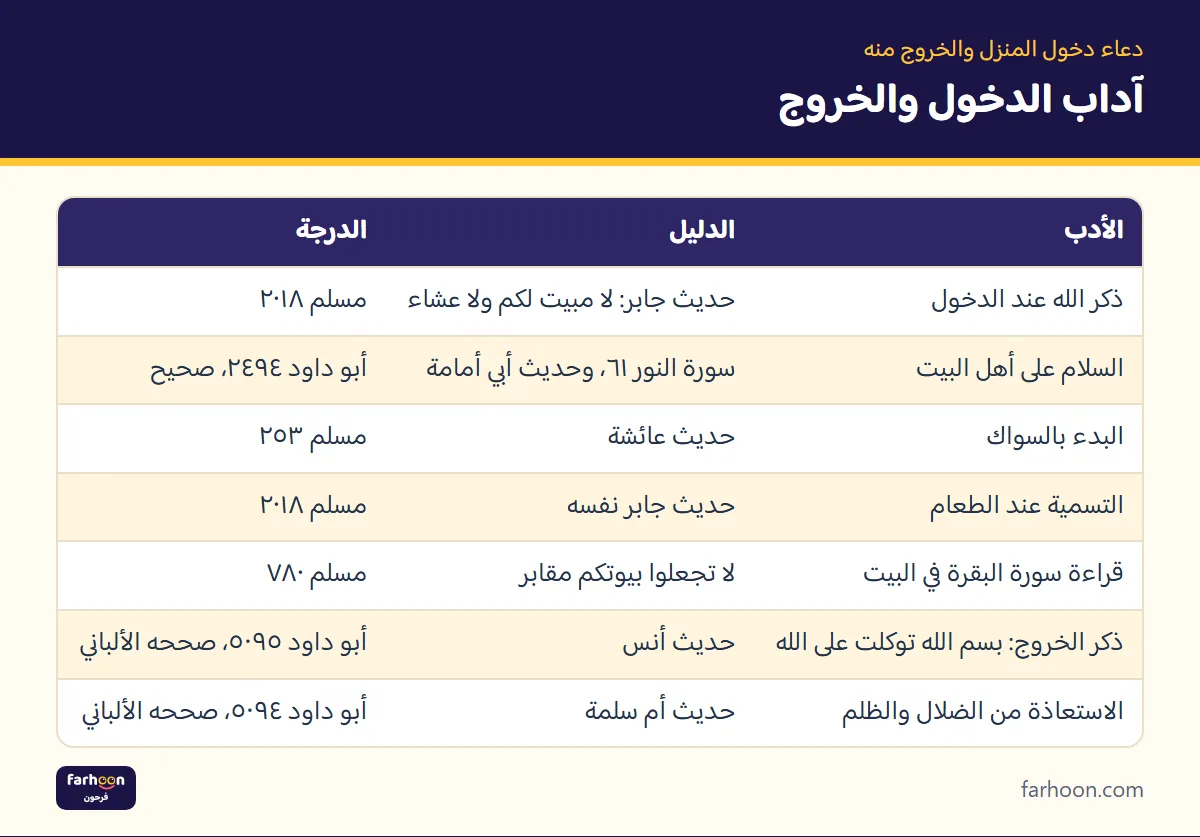 دعاء دخول المنزل والخروج منه
آداب الدخول والخروج
الأدب الدليل الدرجة
ذكر الله عند الدخول حديث جابر: لا مبيت لكم ولا عشاء مسلم ٢٠١٨
السلام على أهل البيت سورة النور ٦١، وحديث أبي أمامة أبو داود ٢٤٩٤، صحيح
البدء بالسواك حديث عائشة مسلم ٢٥٣
التسمية عند الطعام حديث جابر نفسه مسلم ٢٠١٨
قراءة سورة البقرة في البيت لا تجعلوا بيوتكم مقابر مسلم ٧٨٠
ذكر الخروج: بسم الله توكلت على الله حديث أنس أبو داود ٥٠٩٥، صححه الألباني
الاستعاذة من الضلال والظلم حديث أم سلمة أبو داود ٥٠٩٤، صححه الألباني
farhoon.com
farhoon
فرحون